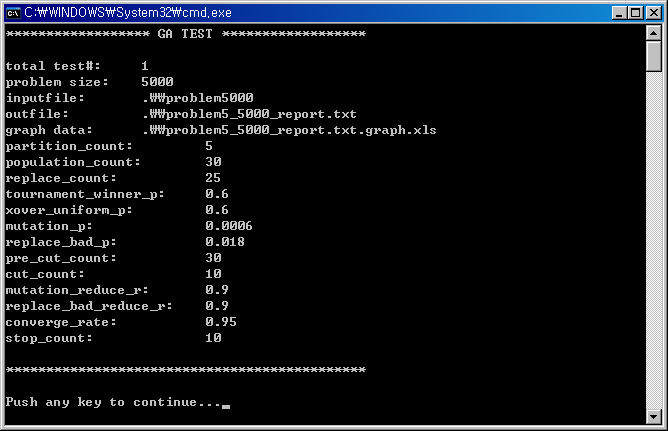 C:\WINDOWS\System32\cmd.exe
******************* GA TEST *******************
total test#: 1
problem size: 5000
inputfile: .₩₩problem5000
outfile: .₩₩problem5_5000_report.txt
graph data: .₩₩problem5_5000_report.txt.graph.xls
partition_count: 5
population_count: 30
replace_count: 25
tournament_winner_p: 0.6
xover_uniform_p: 0.6
mutation_p: 0.0006
replace_bad_p: 0.018
pre_cut_count: 30
cut_count: 10
mutation_reduce_r: 0.9
replace_bad_reduce_r: 0.9
converge_rate: 0.95
stop_count: 10
***********************************************
Push any key to continue..._